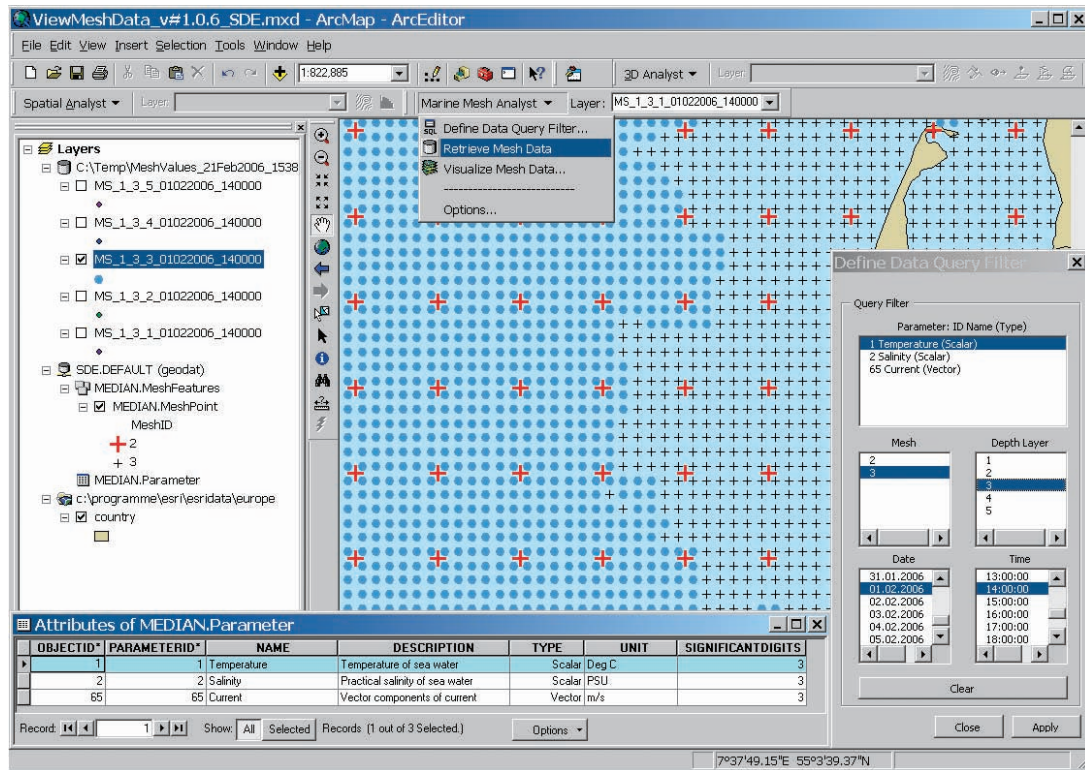 ViewMeshData_v#1.0.6_SDE.mxd - ArcMap - ArcEditor
File Edit View Insert Selection Tools Window Help
1:822,885
3D Analyst
Layer:
Spatial Analyst
Layer:
Marine Mesh Analyst
Layer:
MS_1_3_1_01022006_140000
Define Data Query Filter...
Retrieve Mesh Data
Visualize Mesh Data...
Options...
SQL
Layers
C:\Temp\MeshValues_21Feb2006_1538
MS_1_3_5_01022006_140000
MS_1_3_4_01022006_140000
MS_1_3_3_01022006_140000
MS_1_3_2_01022006_140000
MS_1_3_1_01022006_140000
SDE.DEFAULT (geodat)
MEDIAN.MeshFeatures
MEDIAN.MeshPoint
MeshID
2
3
MEDIAN.Parameter
c:\programme\esri\esridata\europe
country
Define Data Query Filter
Query Filter
Parameter: ID Name (Type)
1 Temperature (Scalar)
2 Salinity (Scalar)
65 Current (Vector)
Mesh
2
3
Depth Layer
1
2
3
4
5
Date
31.01.2006
01.02.2006
02.02.2006
03.02.2006
04.02.2006
05.02.2006
Time
13:00:00
14:00:00
15:00:00
16:00:00
17:00:00
18:00:00
Clear
Close Apply
Attributes of MEDIAN.Parameter
OBJECTID* PARAMETERID* NAME DESCRIPTION TYPE UNIT SIGNIFICANTDIGITS
1 1 Temperature Temperature of sea water Scalar Deg C 3
2 2 Salinity Practical salinity of sea water Scalar PSU 3
65 65 Current Vector components of current Vector m/s 3
Record: 1 Show: All Selected Records (1 out of 3 Selected.) Options
7°37'49.15"E 55°3'39.37"N